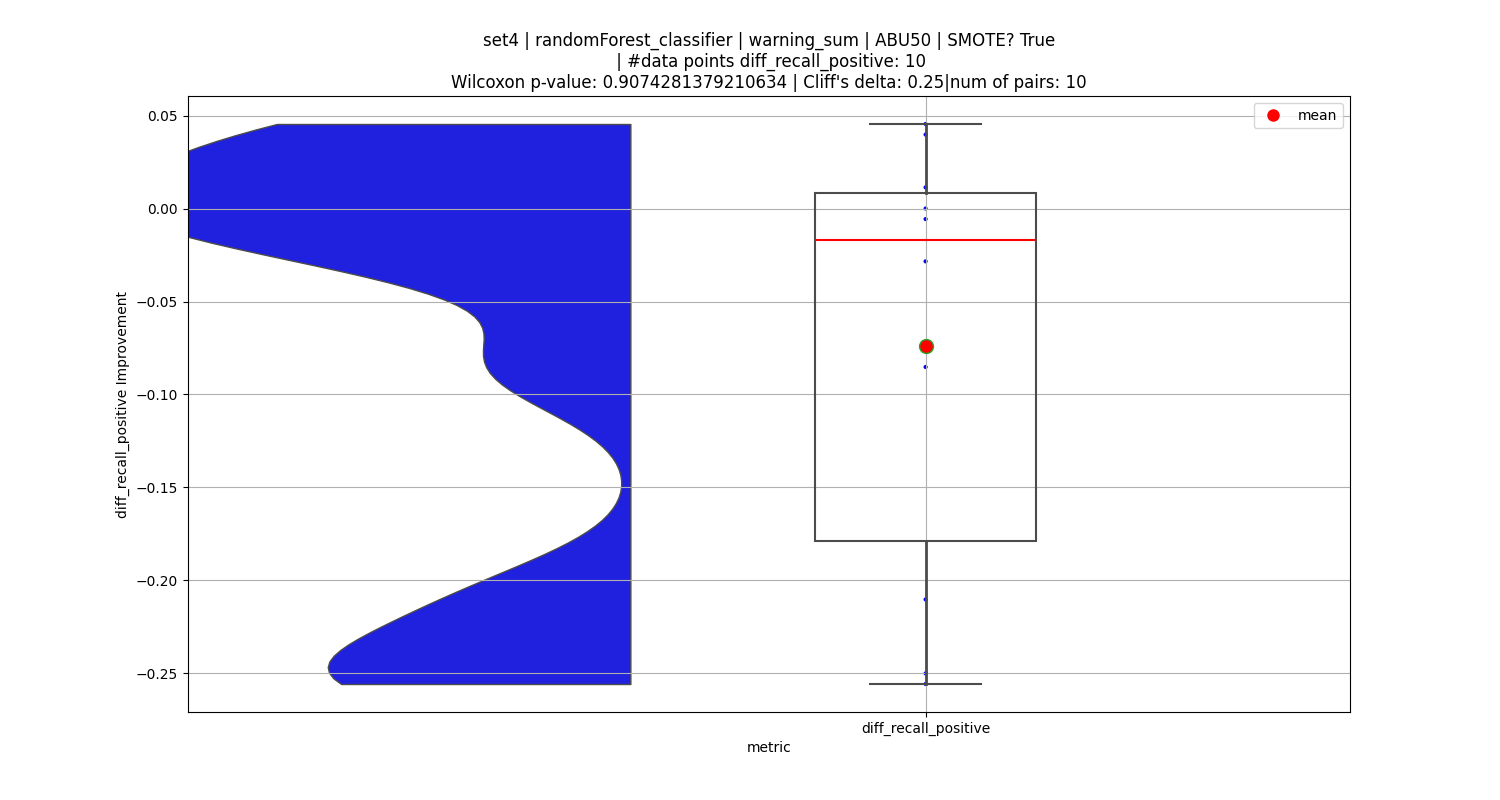 set4 | randomForest_classifier | warning_sum | ABU50 | SMOTE? True
| #data points diff_recall_positive: 10
Wilcoxon p-value: 0.9074281379210634 | Cliff's delta: 0.25|num of pairs: 10
mean
0.05
0.00
−0.05
−0.10
−0.15
−0.20
−0.25
diff_recall_positive Improvement
diff_recall_positive
metric